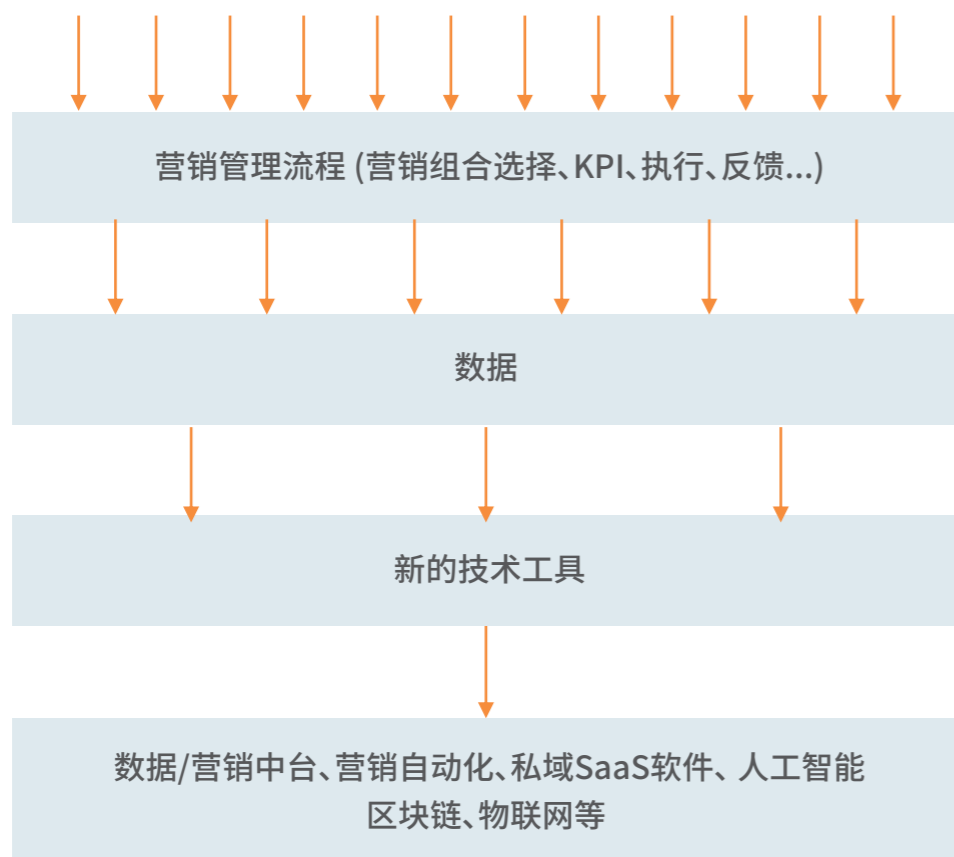 营销管理流程 (营销组合选择、KPI、执行、反馈...)
数据
新的技术工具
数据/营销中台、营销自动化、私域SaaS软件、人工智能
区块链、物联网等